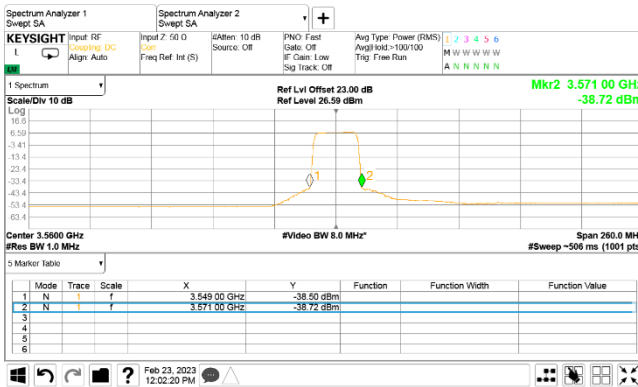 Spectrum Analyzer 1
Swept SA
Spectrum Analyzer 2
Swept SA
KEYSIGHT
L
Input: RF
Coupling: DC
Align: Auto
Input Z: 50 Ω
Corr
Freq Ref: Int (S)
#Atten: 10 dB
Source: Off
PNO: Fast
Gate: Off
IF Gain: Low
Sig Track: Off
Avg Type: Power (RMS)
Avg|Hold:>100/100
Trig: Free Run
1 2 3 4 5 6
M W W W W W
A N N N N N
1 Spectrum
Scale/Div 10 dB
Ref Lvl Offset 23.00 dB
Ref Level 26.59 dBm
Mkr2 3.571 00 GHz
-38.72 dBm
Log
16.6
6.59
-3.41
-13.4
-23.4
-33.4
-43.4
-53.4
-63.4
1
2
Center 3.5600 GHz
#Res BW 1.0 MHz
#Video BW 8.0 MHz*
Span 260.0 MH
#Sweep ~506 ms (1001 pts
5 Marker Table
Mode Trace Scale X Y Function Function Width Function Value
1 N 1 f 3.549 00 GHz -38.50 dBm
2 N 1 f 3.571 00 GHz -38.72 dBm
3
4
5
6
?
Feb 23, 2023
12:02:20 PM